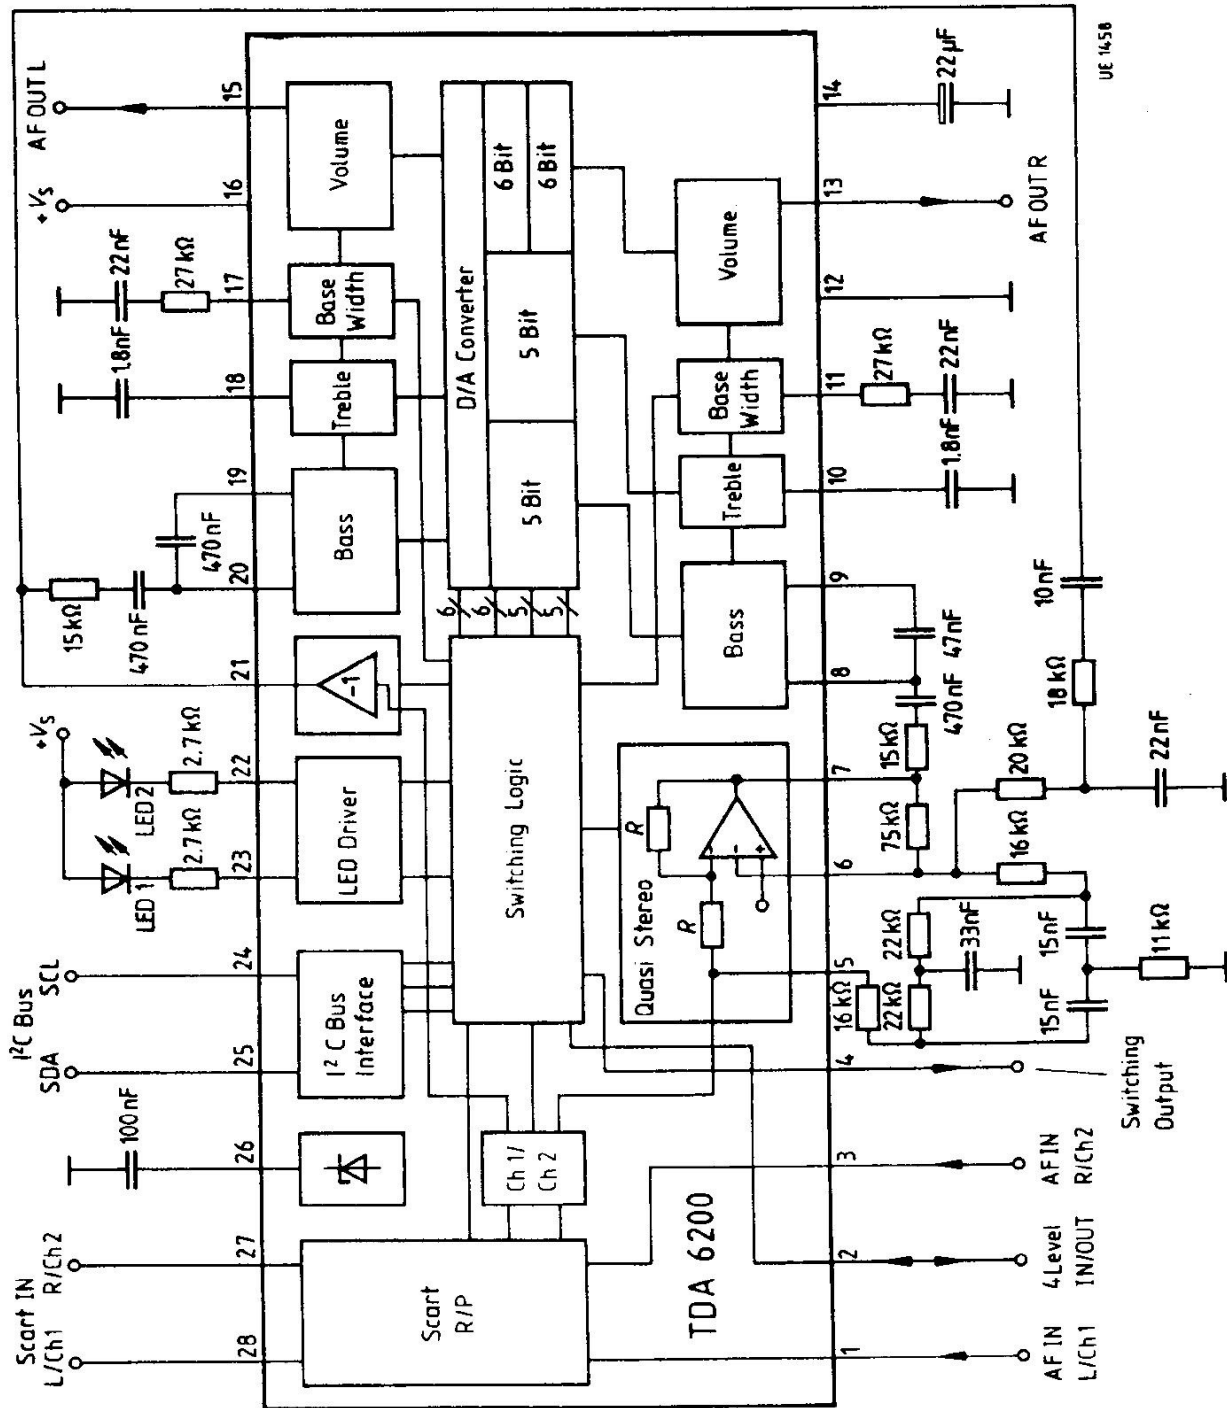 Scart IN
L/Ch1
R/Ch2
I²C Bus
SDA
SCL
+Vs
+Vs
AF OUT L
100nF
LED 1
LED 2
2.7kΩ
2.7kΩ
15kΩ
470nF
470nF
1.8nF
22nF
27kΩ
28
27
26
25
24
23
22
21
20
19
18
17
16
15
Scart
R/P
I²C Bus
Interface
LED Driver
-1
Bass
Treble
Base
Width
Volume
Ch 1/
Ch 2
Switching Logic
6
6
5
5
D/A Converter
5 Bit
5 Bit
6 Bit
6 Bit
TDA 6200
Quasi Stereo
R
R
-
-
+
Bass
Treble
Base
Width
Volume
1
2
3
4
5
6
7
8
9
10
11
12
13
14
16kΩ
22kΩ
22kΩ
33nF
15nF
15nF
11kΩ
75kΩ
15kΩ
470nF
47nF
16kΩ
20kΩ
18kΩ
22nF
10nF
1.8nF
27kΩ
22nF
22µF
AF IN
L/Ch1
4Level
IN/OUT
AF IN
R/Ch2
Switching
Output
AF OUTR
UE 1458